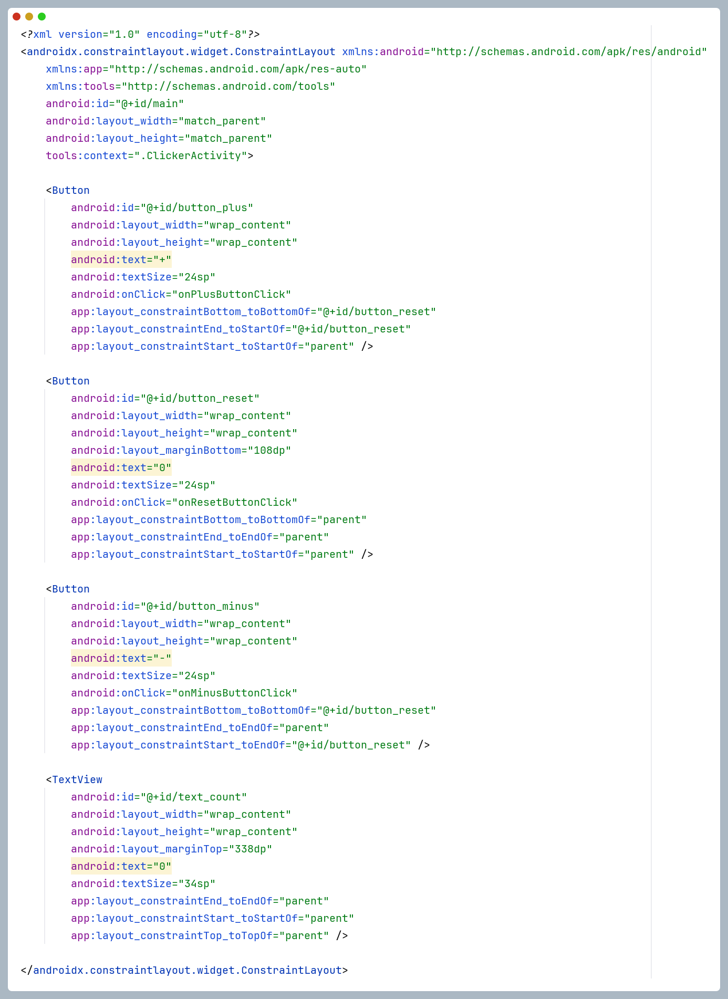 <?xml version="1.0" encoding="utf-8"?>
<androidx.constraintlayout.widget.ConstraintLayout xmlns:android="http://schemas.android.com/apk/res/android"
    xmlns:app="http://schemas.android.com/apk/res-auto"
    xmlns:tools="http://schemas.android.com/tools"
    android:id="@+id/main"
    android:layout_width="match_parent"
    android:layout_height="match_parent"
    tools:context=".ClickerActivity">

    <Button
        android:id="@+id/button_plus"
        android:layout_width="wrap_content"
        android:layout_height="wrap_content"
        android:text="+"
        android:textSize="24sp"
        android:onClick="onPlusButtonClick"
        app:layout_constraintBottom_toBottomOf="@+id/button_reset"
        app:layout_constraintEnd_toStartOf="@+id/button_reset"
        app:layout_constraintStart_toStartOf="parent" />

    <Button
        android:id="@+id/button_reset"
        android:layout_width="wrap_content"
        android:layout_height="wrap_content"
        android:layout_marginBottom="108dp"
        android:text="0"
        android:textSize="24sp"
        android:onClick="onResetButtonClick"
        app:layout_constraintBottom_toBottomOf="parent"
        app:layout_constraintEnd_toEndOf="parent"
        app:layout_constraintStart_toStartOf="parent" />

    <Button
        android:id="@+id/button_minus"
        android:layout_width="wrap_content"
        android:layout_height="wrap_content"
        android:text="-"
        android:textSize="24sp"
        android:onClick="onMinusButtonClick"
        app:layout_constraintBottom_toBottomOf="@+id/button_reset"
        app:layout_constraintEnd_toEndOf="parent"
        app:layout_constraintStart_toEndOf="@+id/button_reset" />

    <TextView
        android:id="@+id/text_count"
        android:layout_width="wrap_content"
        android:layout_height="wrap_content"
        android:layout_marginTop="338dp"
        android:text="0"
        android:textSize="34sp"
        app:layout_constraintEnd_toEndOf="parent"
        app:layout_constraintStart_toStartOf="parent"
        app:layout_constraintTop_toTopOf="parent" />

</androidx.constraintlayout.widget.ConstraintLayout>